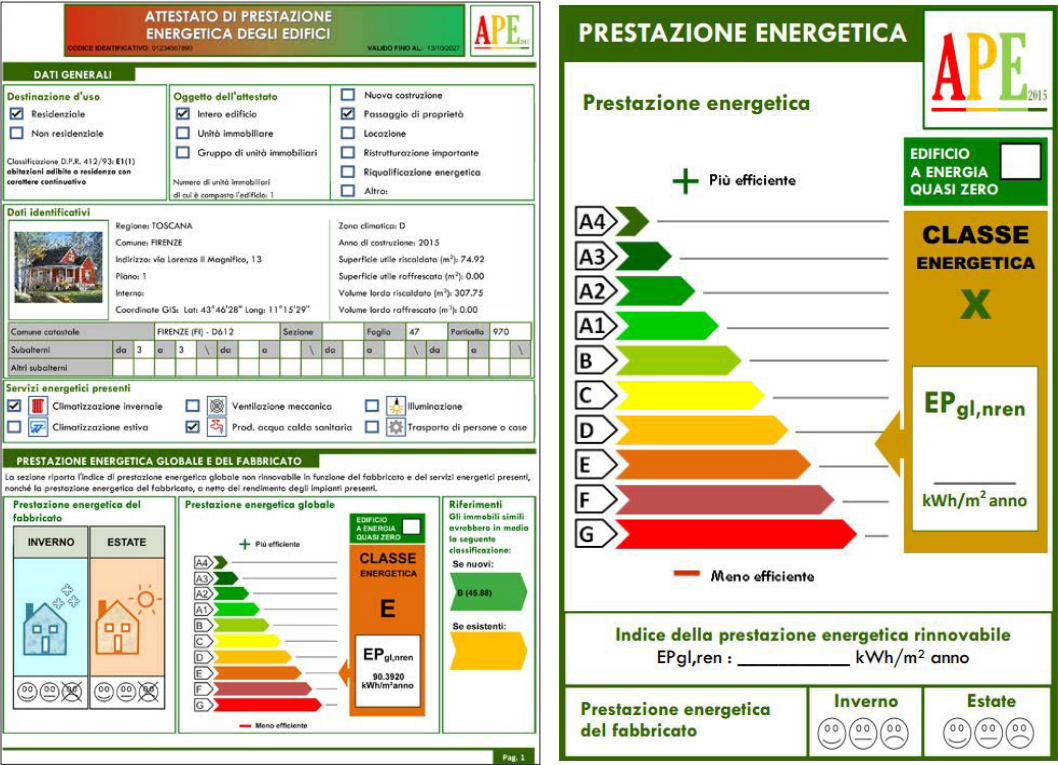 ATTESTATO DI PRESTAZIONE
ENERGETICA DEGLI EDIFICI
CODICE IDENTIFICATIVO: 01234567890 VALIDO FINO AL: 13/10/2027
APE 2015
DATI GENERALI
Destinazione d'uso
Residenziale
Non residenziale
Classificazione D.P.R. 412/93: E1(1)
abitazioni adibite a residenza con
carattere continuativo
Oggetto dell'attestato
Intero edificio
Unità immobiliare
Gruppo di unità immobiliari
Numero di unità immobiliari
di cui è composto l'edificio: 1
Nuova costruzione
Passaggio di proprietà
Locazione
Ristrutturazione importante
Riqualificazione energetica
Altro:
Dati identificativi
Regione: TOSCANA
Comune: FIRENZE
Indirizzo: via Lorenzo il Magnifico, 13
Piano: 1
Interno:
Coordinate GIS: Lat: 43°46'28" Long: 11°15'29"
Zona climatica: D
Anno di costruzione: 2015
Superficie utile riscaldata (m²): 74.92
Superficie utile raffrescata (m²): 0.00
Volume lordo riscaldato (m³): 307.75
Volume lordo raffrescato (m³): 0.00
Comune catastale FIRENZE (FI) - D612 Sezione Foglio 47 Particella 970
Subalterni da 3 a 3 \ da a \ da a \ da a \
Altri subalterni
Servizi energetici presenti
Climatizzazione invernale Ventilazione meccanica Illuminazione
Climatizzazione estiva Prod. acqua calda sanitaria Trasporto di persone o cose
PRESTAZIONE ENERGETICA GLOBALE E DEL FABBRICATO
La sezione riporta l'indice di prestazione energetica globale non rinnovabile in funzione del fabbricato e dei servizi energetici presenti,
nonché la prestazione energetica del fabbricato, a netto del rendimento degli impianti presenti.
Prestazione energetica del
fabbricato
INVERNO ESTATE
Prestazione energetica globale
Più efficiente
A4
A3
A2
A1
B
C
D
E
F
G
Meno efficiente
EDIFICIO
A ENERGIA
QUASI ZERO
CLASSE
ENERGETICA
E
EPgl,nren
90.3920
kWh/m²anno
Riferimenti
Gli immobili simili
avrebbero in media
la seguente
classificazione:
Se nuovi:
B (45.88)
Se esistenti:
Pag. 1
PRESTAZIONE ENERGETICA
APE 2015
Prestazione energetica
Più efficiente
A4
A3
A2
A1
B
C
D
E
F
G
Meno efficiente
EDIFICIO
A ENERGIA
QUASI ZERO
CLASSE
ENERGETICA
X
EPgl,nren
________
kWh/m² anno
Indice della prestazione energetica rinnovabile
EPgl,ren : ___________ kWh/m² anno
Prestazione energetica
del fabbricato
Inverno Estate